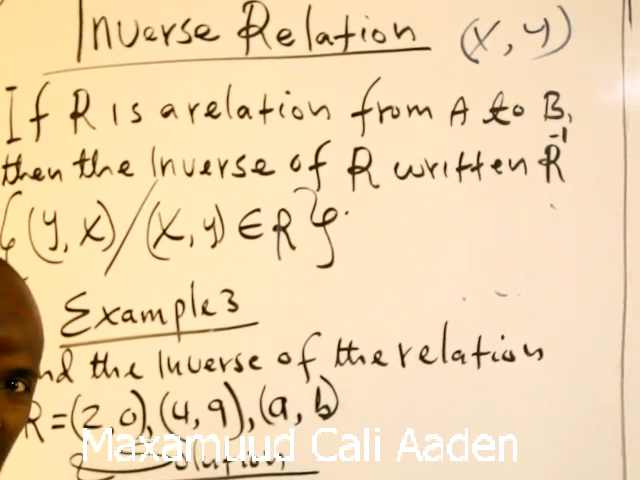 Inverse Relation (x, y)
If R is a relation from A to B,
then the Inverse of R written R⁻¹
{(y, x)/(x, y) ∈ R}.
Example 3
the Inverse of the relation
R = (2, 0), (4, 9), (a, b)
Maxamuud Cali Aaden